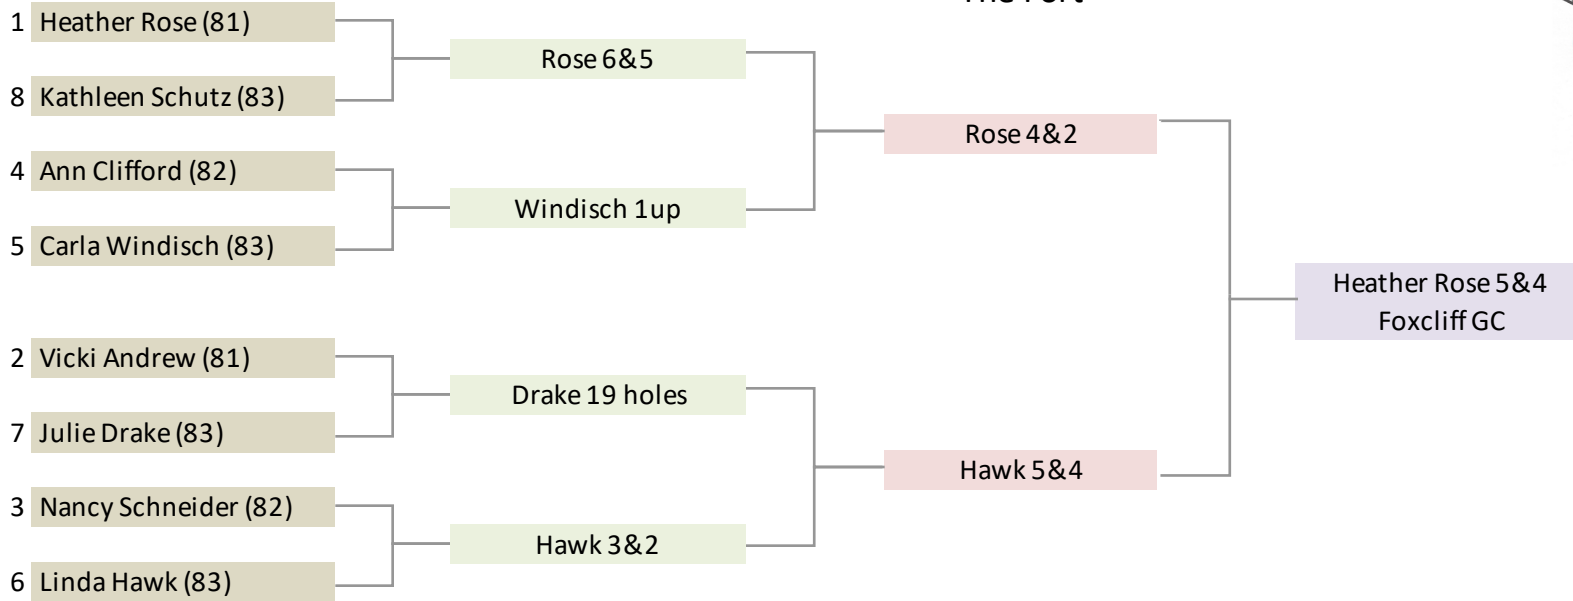 1 Heather Rose (81)
8 Kathleen Schutz (83)
4 Ann Clifford (82)
5 Carla Windisch (83)
2 Vicki Andrew (81)
7 Julie Drake (83)
3 Nancy Schneider (82)
6 Linda Hawk (83)
Rose 6&5
Windisch 1up
Drake 19 holes
Hawk 3&2
Rose 4&2
Hawk 5&4
Heather Rose 5&4
Foxcliff GC